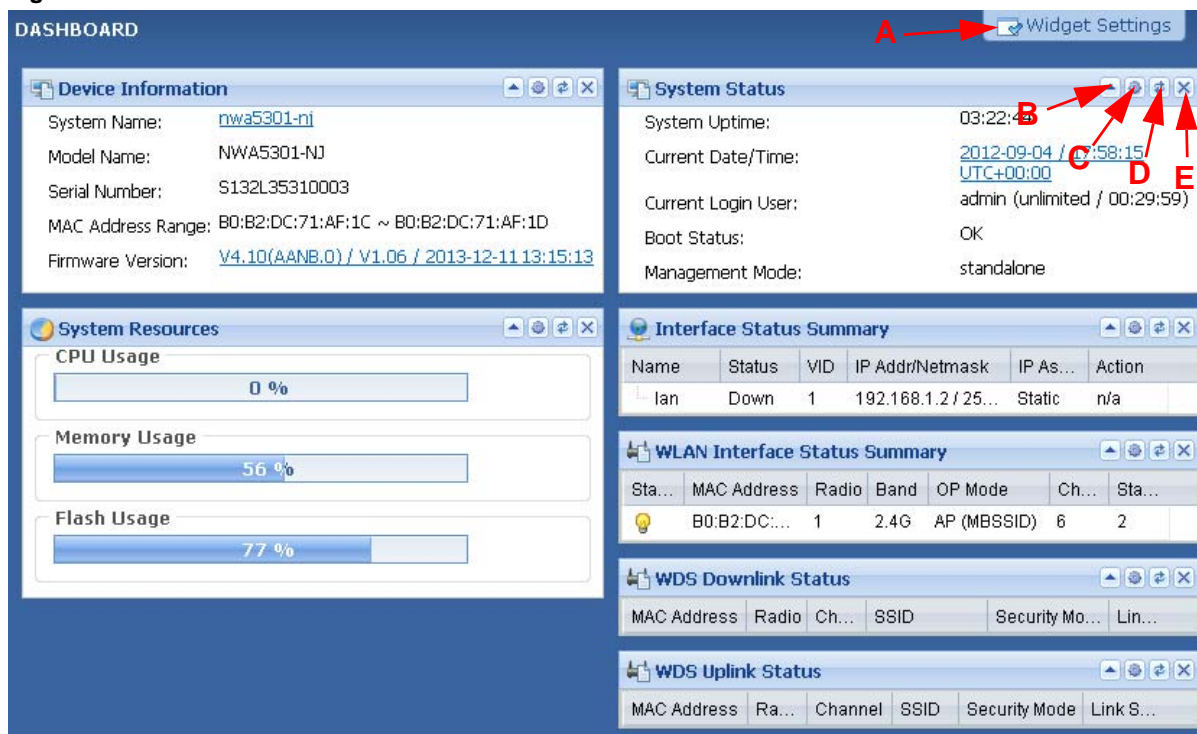 DASHBOARD
A
Widget Settings
Device Information
System Name: nwa5301-nj
Model Name: NWA5301-NJ
Serial Number: S132L35310003
MAC Address Range: B0:B2:DC:71:AF:1C ~ B0:B2:DC:71:AF:1D
Firmware Version: V4.10(AANB.0) / V1.06 / 2013-12-11 13:15:13
System Status
B
C
D
E
System Uptime: 03:22:44
Current Date/Time: 2012-09-04 / 17:58:15
UTC+00:00
Current Login User: admin (unlimited / 00:29:59)
Boot Status: OK
Management Mode: standalone
System Resources
CPU Usage
0 %
Memory Usage
56 %
Flash Usage
77 %
Interface Status Summary
Name Status VID IP Addr/Netmask IP As... Action
lan Down 1 192.168.1.2 / 25... Static n/a
WLAN Interface Status Summary
Sta... MAC Address Radio Band OP Mode Ch... Sta...
B0:B2:DC:... 1 2.4G AP (MBSSID) 6 2
WDS Downlink Status
MAC Address Radio Ch... SSID Security Mo... Lin...
WDS Uplink Status
MAC Address Ra... Channel SSID Security Mode Link S...